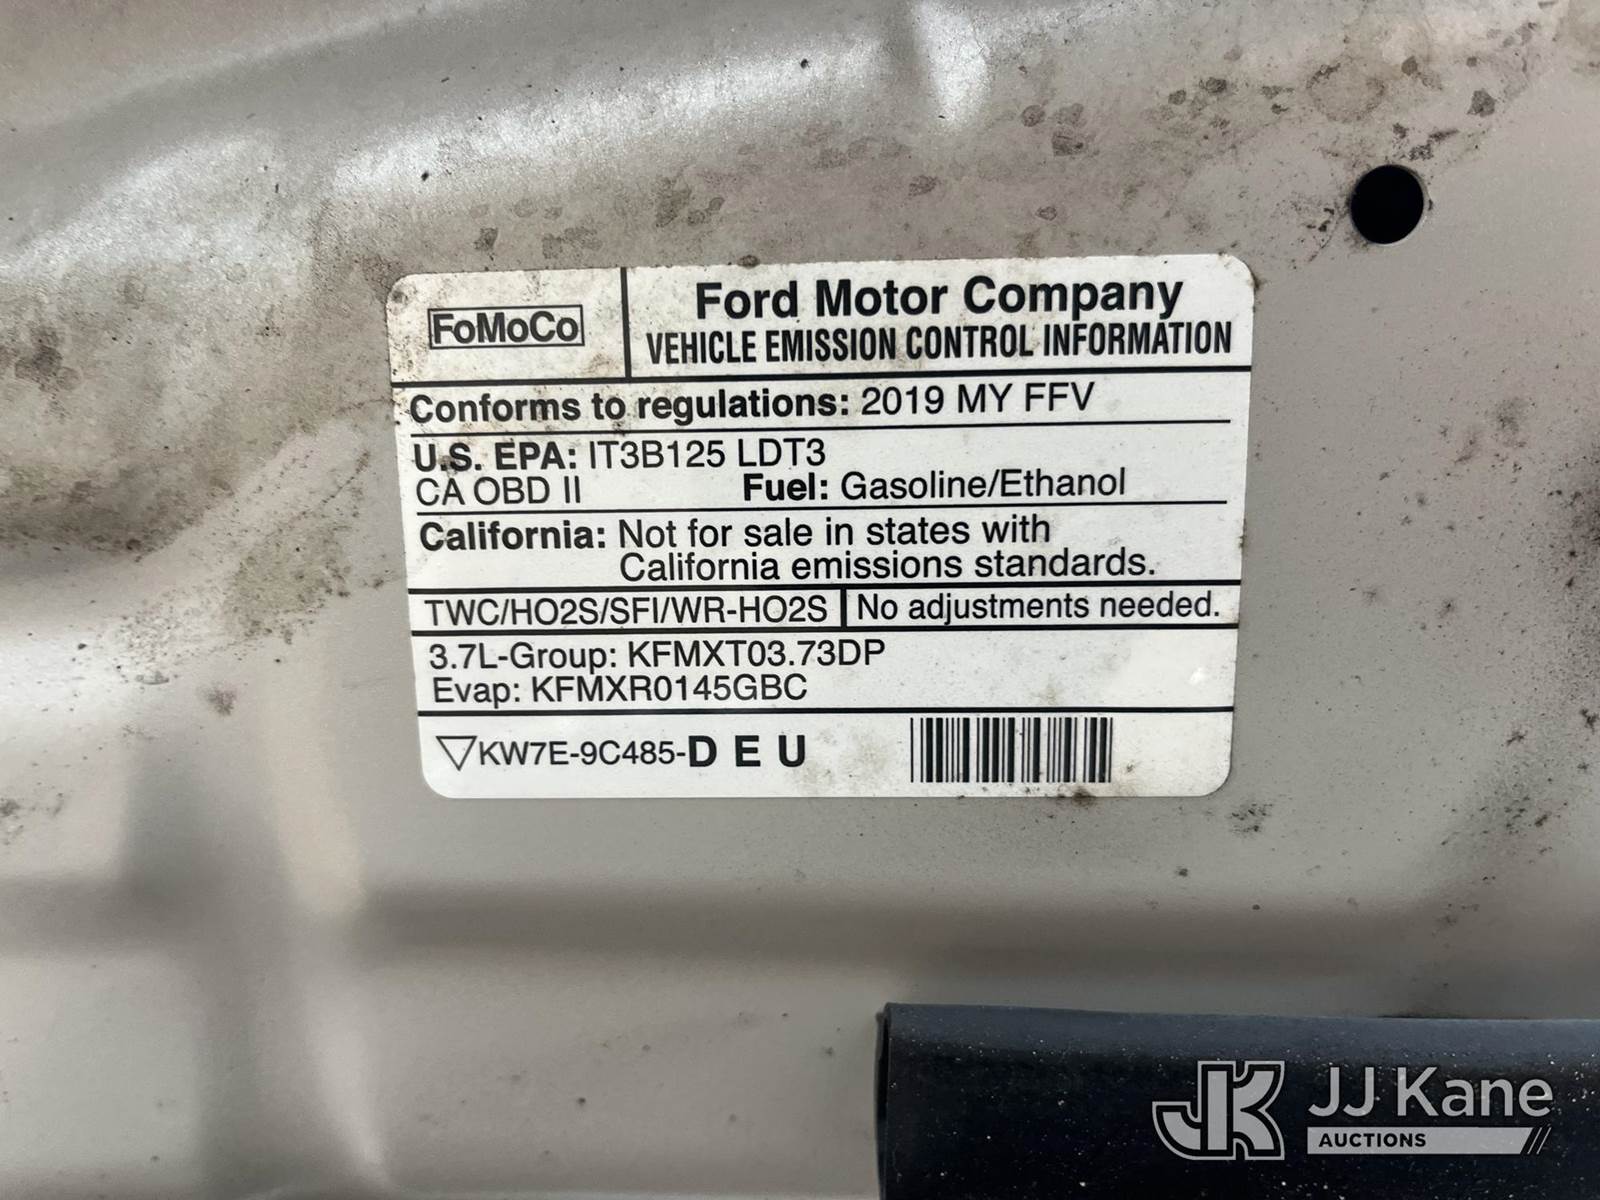 FoMoCo
Ford Motor Company
VEHICLE EMISSION CONTROL INFORMATION
Conforms to regulations: 2019 MY FFV
U.S. EPA: IT3B125 LDT3
CA OBD II Fuel: Gasoline/Ethanol
California: Not for sale in states with
California emissions standards.
TWC/HO2S/SFI/WR-HO2S No adjustments needed.
3.7L-Group: KFMXT03.73DP
Evap: KFMXR0145GBC
KW7E-9C485-D E U
JK JJ Kane
AUCTIONS